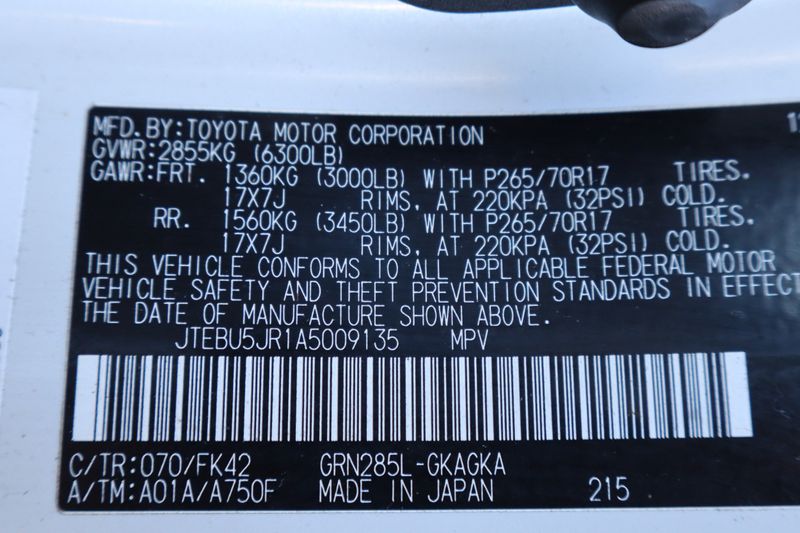 MFD. BY: TOYOTA MOTOR CORPORATION
GVWR: 2855KG (6300LB)
GAWR: FRT. 1360KG (3000LB) WITH P265/70R17 TIRES.
17X7J RIMS, AT 220KPA (32PSI) COLD.
RR. 1560KG (3450LB) WITH P265/70R17 TIRES.
17X7J RIMS, AT 220KPA (32PSI) COLD.
THIS VEHICLE CONFORMS TO ALL APPLICABLE FEDERAL MOTOR
VEHICLE SAFETY AND THEFT PREVENTION STANDARDS IN EFFECT
THE DATE OF MANUFACTURE SHOWN ABOVE.
JTEBU5JR1A5009135 MPV
C/TR: 070/FK42 GRN285L-GKAGKA
A/TM: A01A/A750F MADE IN JAPAN 215